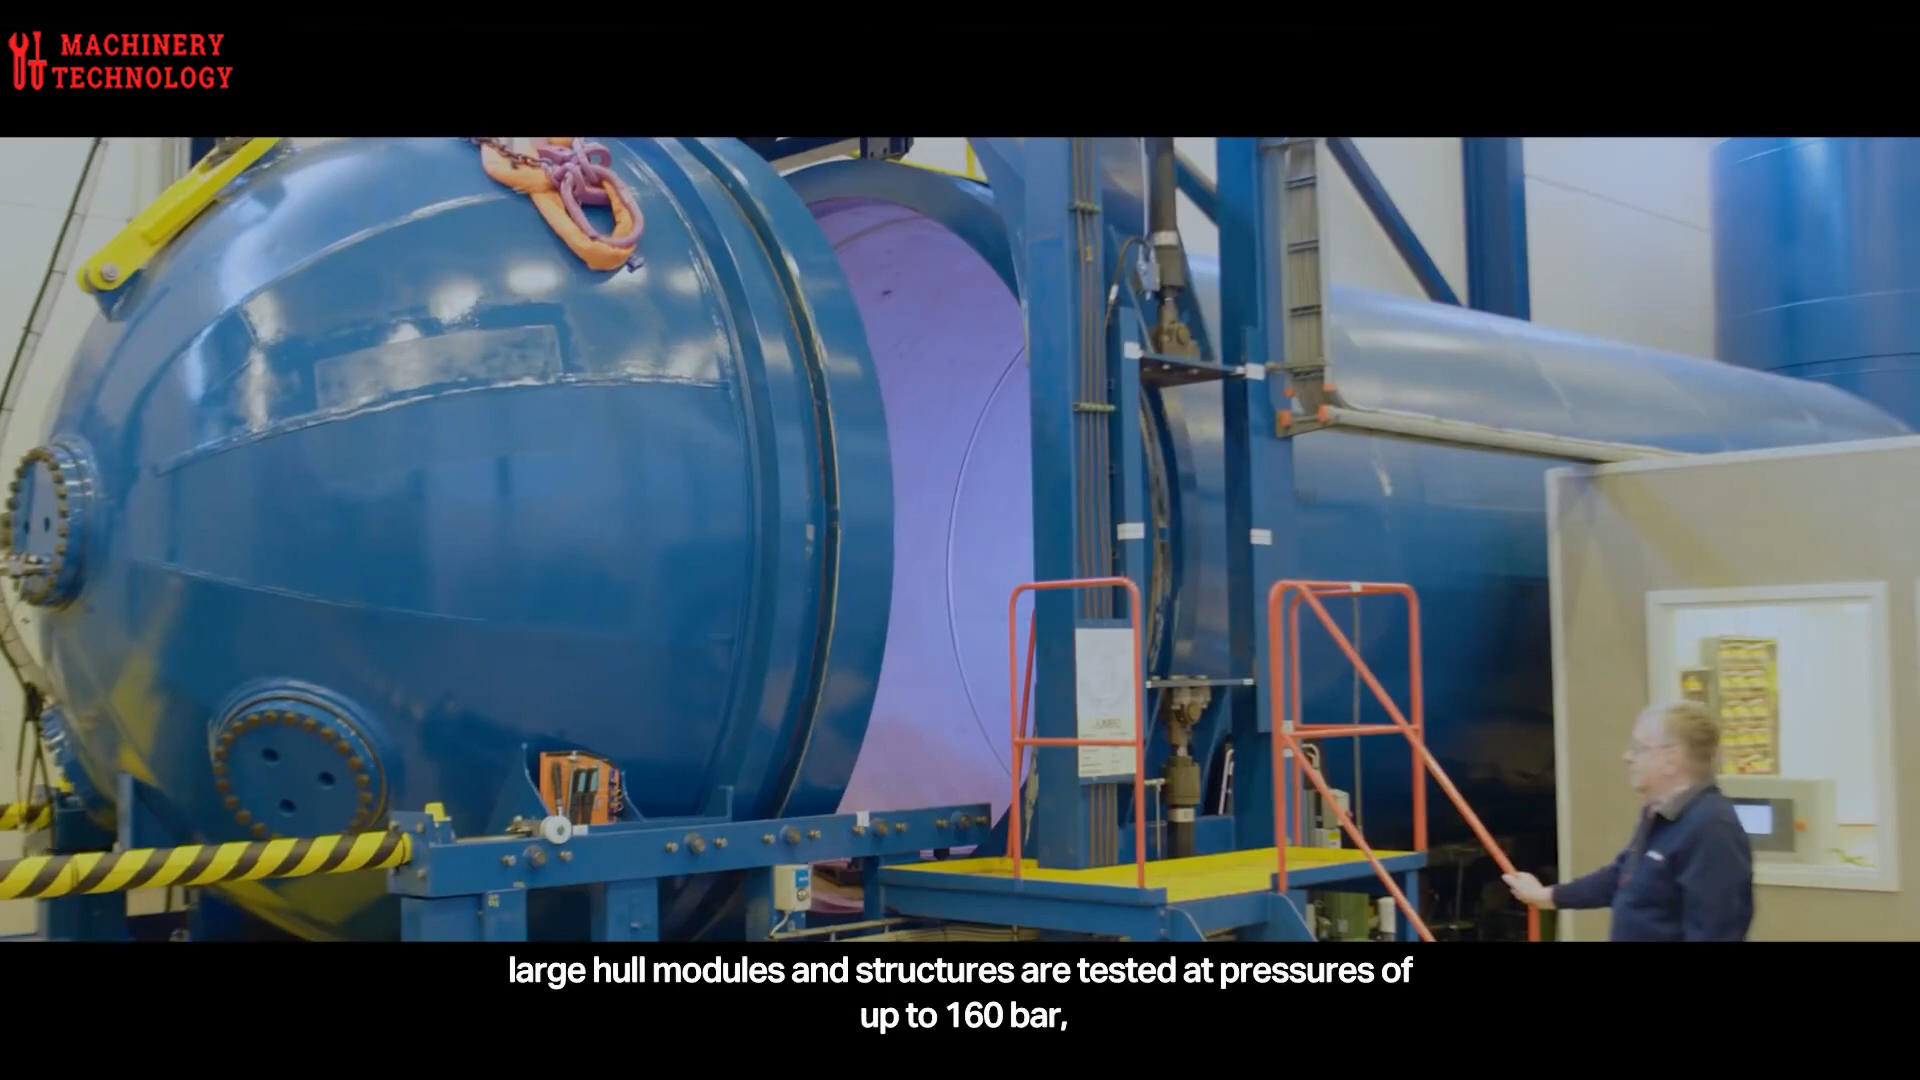 MACHINERY
TECHNOLOGY
large hull modules and structures are tested at pressures of
up to 160 bar,